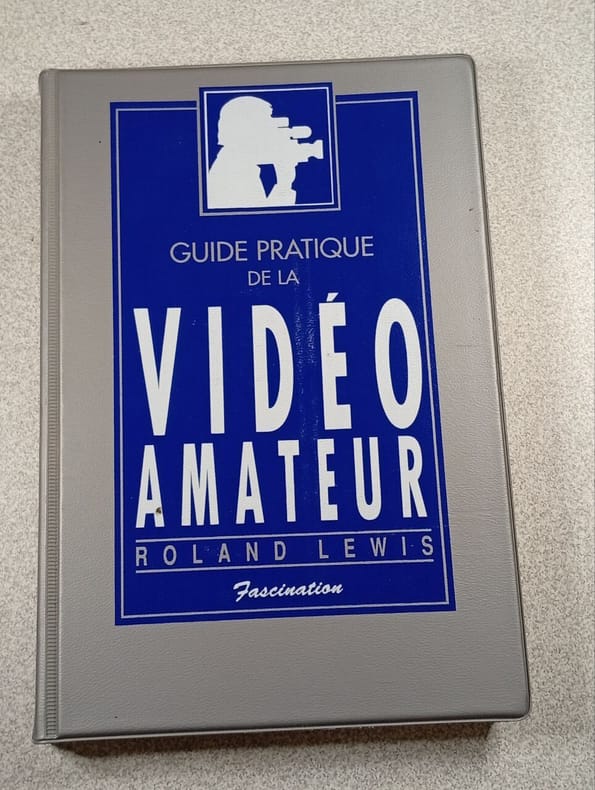 GUIDE PRATIQUE
DE LA
VIDÉO
AMATEUR
ROLAND LEWIS
Fascination